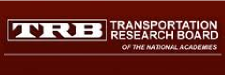 TRB
TRANSPORTATION
RESEARCH BOARD
OF THE NATIONAL ACADEMIES